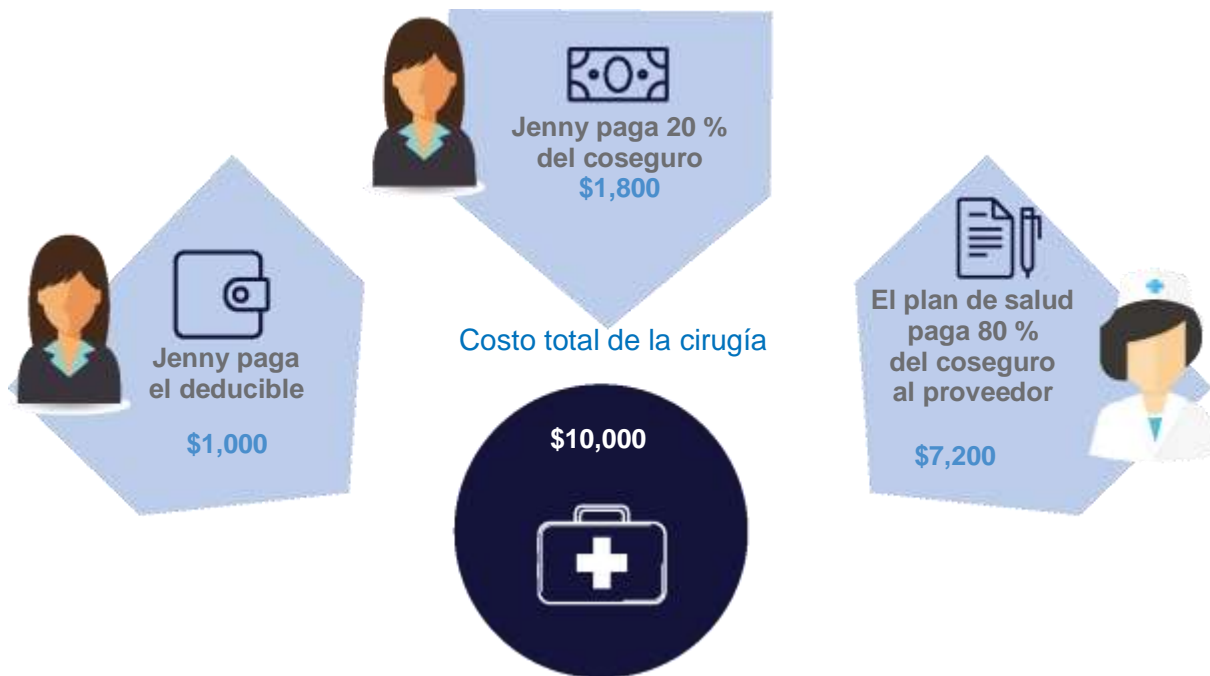 Jenny paga 20 %
del coseguro
$1,800
Jenny paga
el deducible
$1,000
El plan de salud
paga 80 %
del coseguro
al proveedor
$7,200
Costo total de la cirugía
$10,000